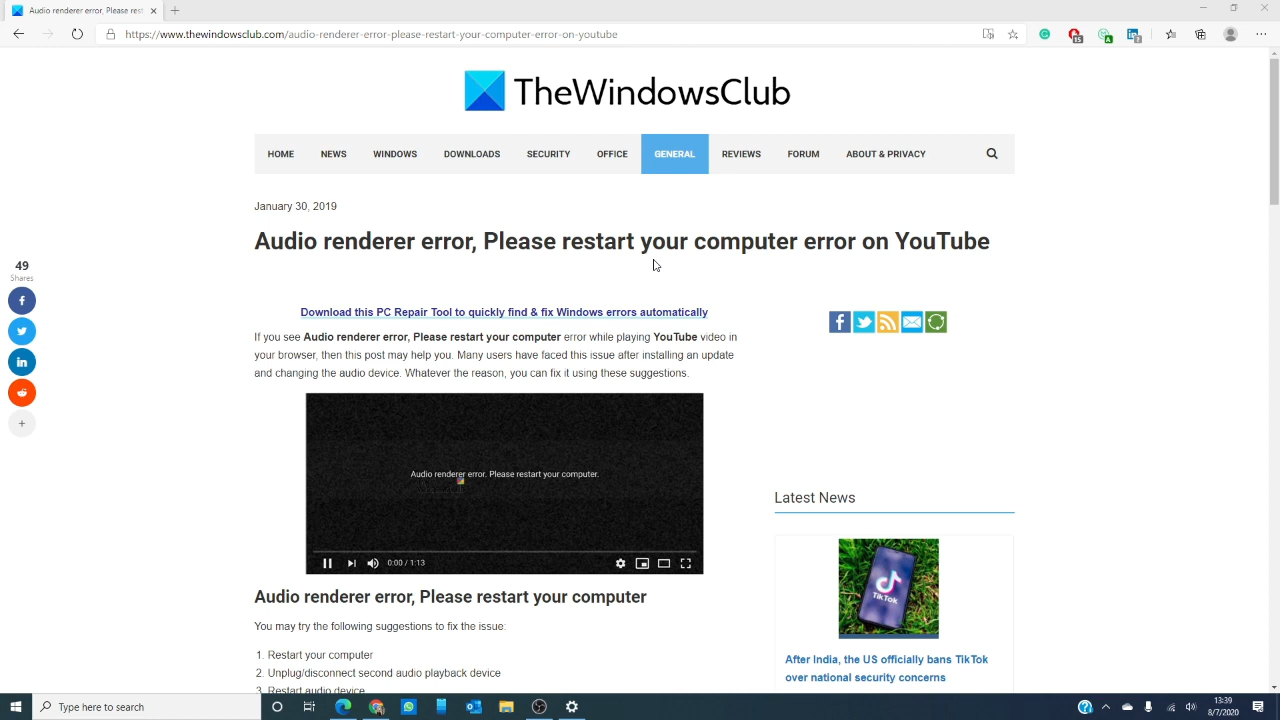 Audio renderer error, Please rest
https://www.thewindowsclub.com/audio-renderer-error-please-restart-your-computer-error-on-youtube
TheWindowsClub
HOME NEWS WINDOWS DOWNLOADS SECURITY OFFICE GENERAL REVIEWS FORUM ABOUT & PRIVACY
January 30, 2019
Audio renderer error, Please restart your computer error on YouTube
49
Shares
Download this PC Repair Tool to quickly find & fix Windows errors automatically
If you see Audio renderer error, Please restart your computer error while playing YouTube video in
your browser, then this post may help you. Many users have faced this issue after installing an update
and changing the audio device. Whatever the reason, you can fix it using these suggestions.
Audio renderer error. Please restart your computer.
0:00 / 1:13
Audio renderer error, Please restart your computer
You may try the following suggestions to fix the issue:
1. Restart your computer
2. Unplug/disconnect second audio playback device
3. Restart audio device
Latest News
TikTok
After India, the US officially bans TikTok
over national security concerns
Type here to search
13:39
8/7/2020